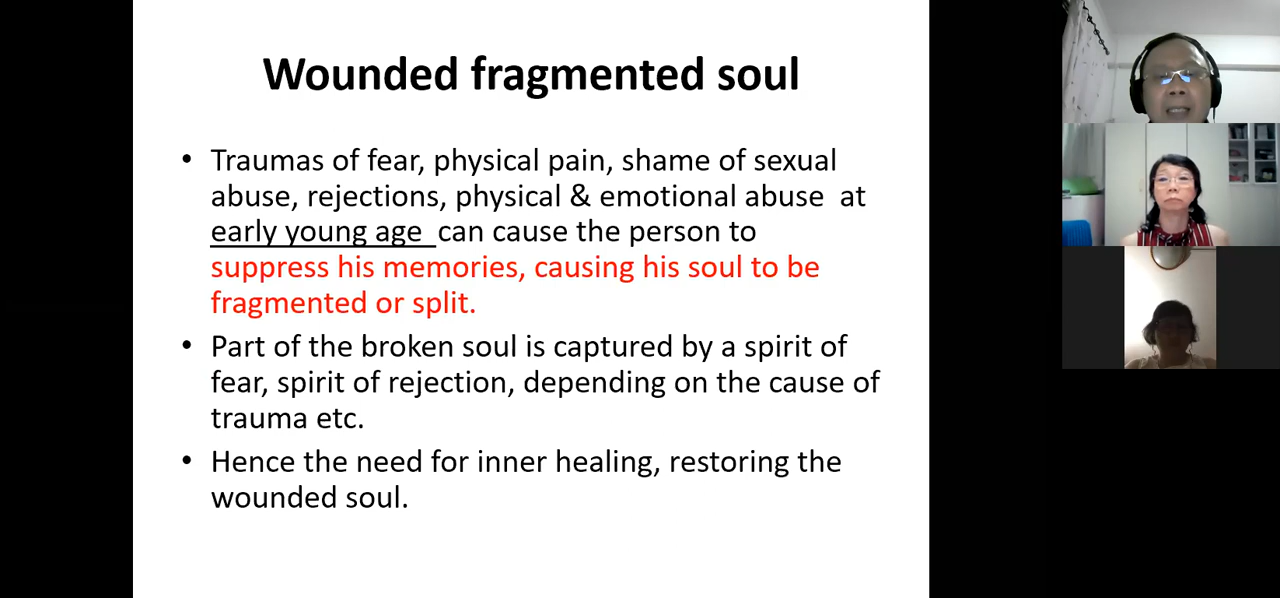 Wounded fragmented soul
• Traumas of fear, physical pain, shame of sexual
abuse, rejections, physical & emotional abuse at
early young age can cause the person to
suppress his memories, causing his soul to be
fragmented or split.
• Part of the broken soul is captured by a spirit of
fear, spirit of rejection, depending on the cause of
trauma etc.
• Hence the need for inner healing, restoring the
wounded soul.